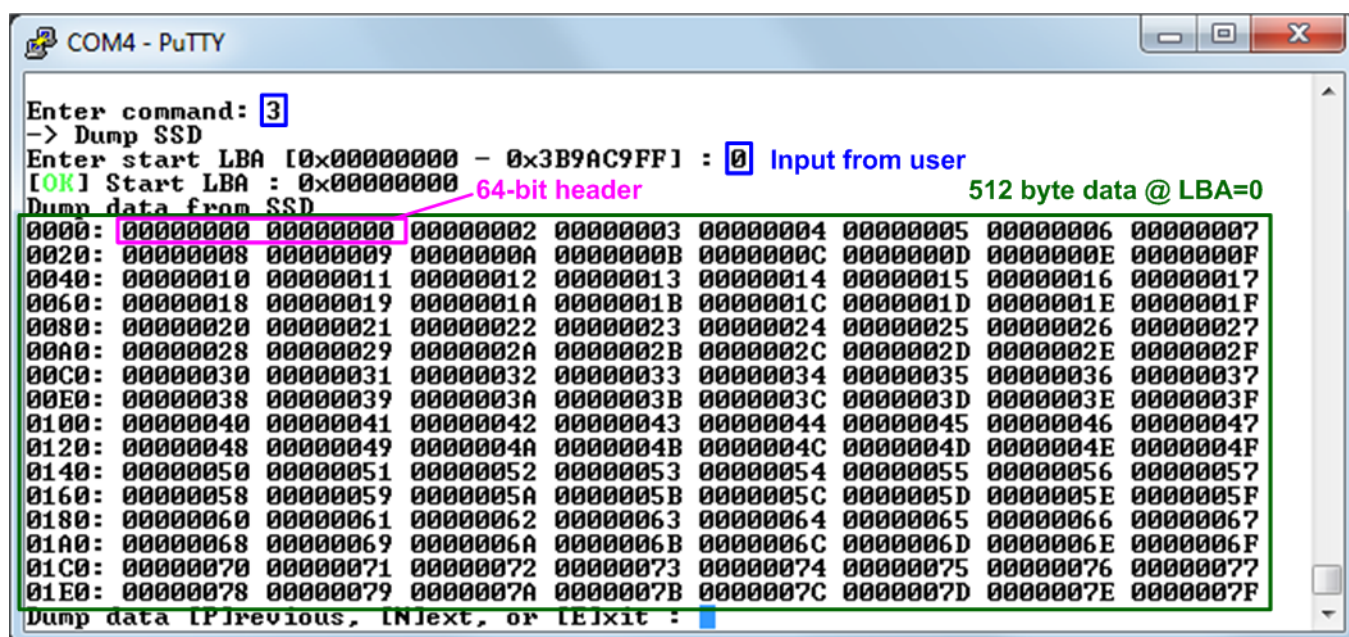 COM4 - PuTTY
Enter command: 3
-> Dump SSD
Enter start LBA [0x00000000 - 0x3B9AC9FF] : 0 Input from user
[OK] Start LBA : 0x00000000
64-bit header 512 byte data @ LBA=0
Dump data from SSD
0000: 00000000 00000000 00000002 00000003 00000004 00000005 00000006 00000007
0020: 00000008 00000009 0000000A 0000000B 0000000C 0000000D 0000000E 0000000F
0040: 00000010 00000011 00000012 00000013 00000014 00000015 00000016 00000017
0060: 00000018 00000019 0000001A 0000001B 0000001C 0000001D 0000001E 0000001F
0080: 00000020 00000021 00000022 00000023 00000024 00000025 00000026 00000027
00A0: 00000028 00000029 0000002A 0000002B 0000002C 0000002D 0000002E 0000002F
00C0: 00000030 00000031 00000032 00000033 00000034 00000035 00000036 00000037
00E0: 00000038 00000039 0000003A 0000003B 0000003C 0000003D 0000003E 0000003F
0100: 00000040 00000041 00000042 00000043 00000044 00000045 00000046 00000047
0120: 00000048 00000049 0000004A 0000004B 0000004C 0000004D 0000004E 0000004F
0140: 00000050 00000051 00000052 00000053 00000054 00000055 00000056 00000057
0160: 00000058 00000059 0000005A 0000005B 0000005C 0000005D 0000005E 0000005F
0180: 00000060 00000061 00000062 00000063 00000064 00000065 00000066 00000067
01A0: 00000068 00000069 0000006A 0000006B 0000006C 0000006D 0000006E 0000006F
01C0: 00000070 00000071 00000072 00000073 00000074 00000075 00000076 00000077
01E0: 00000078 00000079 0000007A 0000007B 0000007C 0000007D 0000007E 0000007F
Dump data [P]revious, [N]ext, or [E]xit :